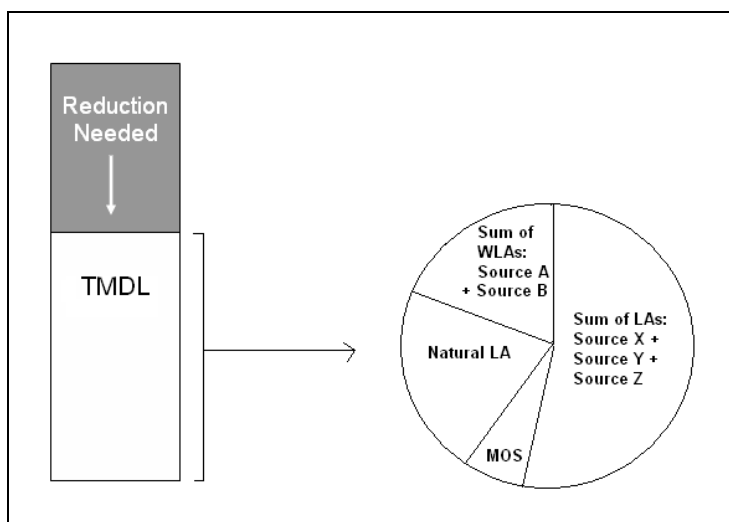 Reduction
Needed
TMDL
Sum of
WLAs:
Source A
+ Source B
Sum of LAs:
Source X +
Source Y +
Source Z
Natural LA
MOS